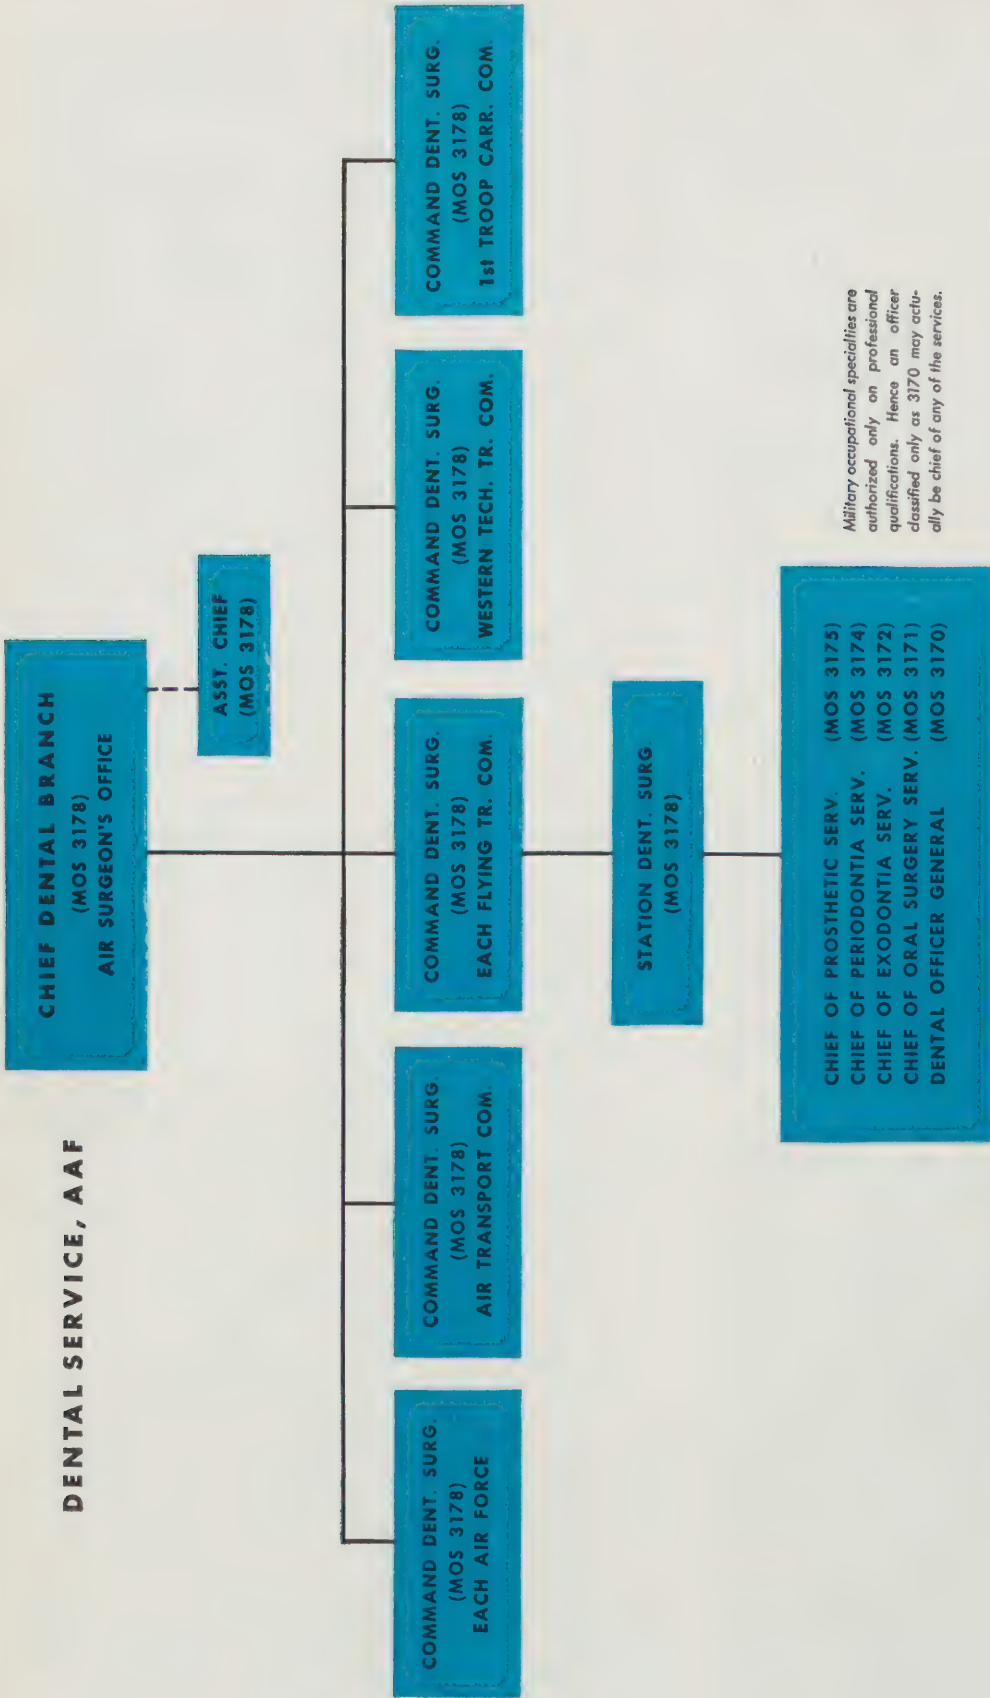 DENTAL SERVICE, AAF
CHIEF DENTAL BRANCH
(MOS 3178)
AIR SURGEON'S OFFICE
ASST. CHIEF
(MOS 3178)
COMMAND DENT. SURG.
(MOS 3178)
EACH AIR FORCE
COMMAND DENT. SURG.
(MOS 3178)
AIR TRANSPORT COM.
COMMAND DENT. SURG.
(MOS 3178)
EACH FLYING TR. COM.
COMMAND DENT. SURG.
(MOS 3178)
WESTERN TECH. TR. COM.
COMMAND DENT. SURG.
(MOS 3178)
1st TROOP CARR. COM.
STATION DENT. SURG.
(MOS 3178)
CHIEF OF PROSTHETIC SERV. (MOS 3175)
CHIEF OF PERIODONTIA SERV. (MOS 3174)
CHIEF OF EXODONTIA SERV. (MOS 3172)
CHIEF OF ORAL SURGERY SERV. (MOS 3171)
DENTAL OFFICER GENERAL (MOS 3170)
Military occupational specialties are
authorized only on professional
qualifications. Hence an officer
classified only as 3170 may actu-
ally be chief of any of the services.